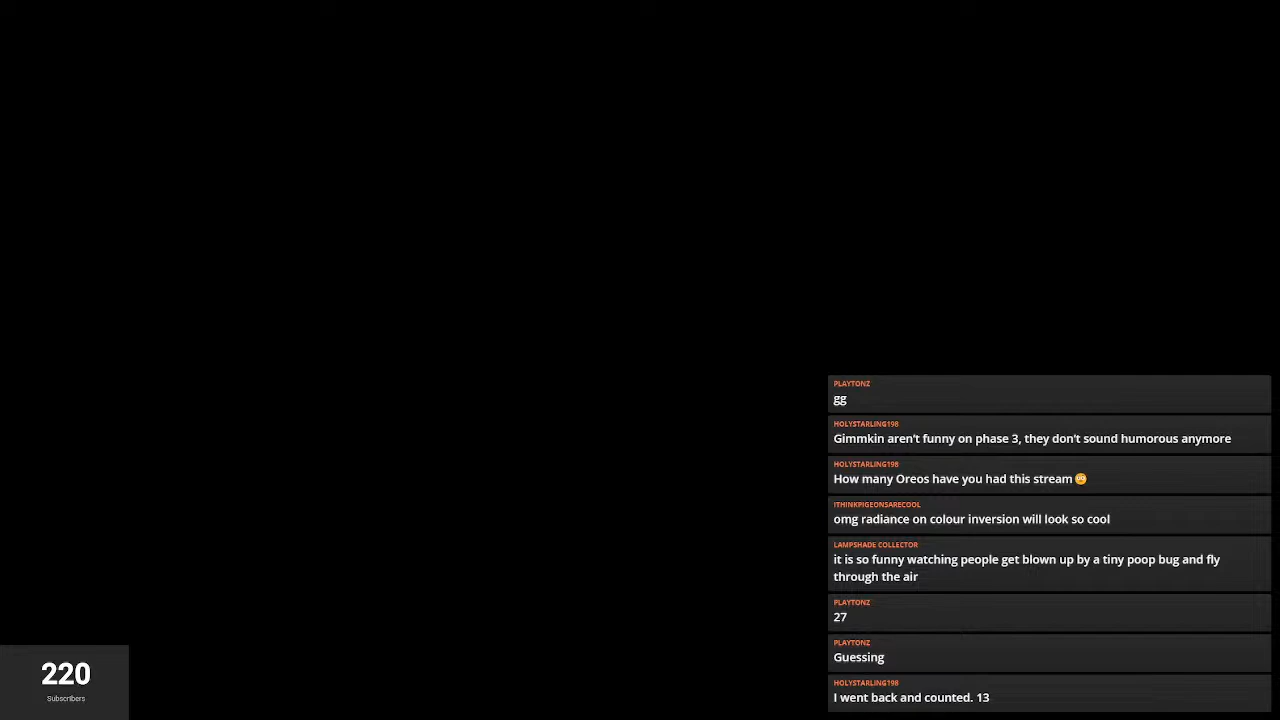 PLAYTONZ
gg
HOLYSTARLING198
Gimmkin aren't funny on phase 3, they don't sound humorous anymore
HOLYSTARLING198
How many Oreos have you had this stream 😳
ITHINKPIGEONSARECOOL
omg radiance on colour inversion will look so cool
LAMPSHADE COLLECTOR
it is so funny watching people get blown up by a tiny poop bug and fly
through the air
PLAYTONZ
27
PLAYTONZ
Guessing
HOLYSTARLING198
I went back and counted. 13
220
Subscribers